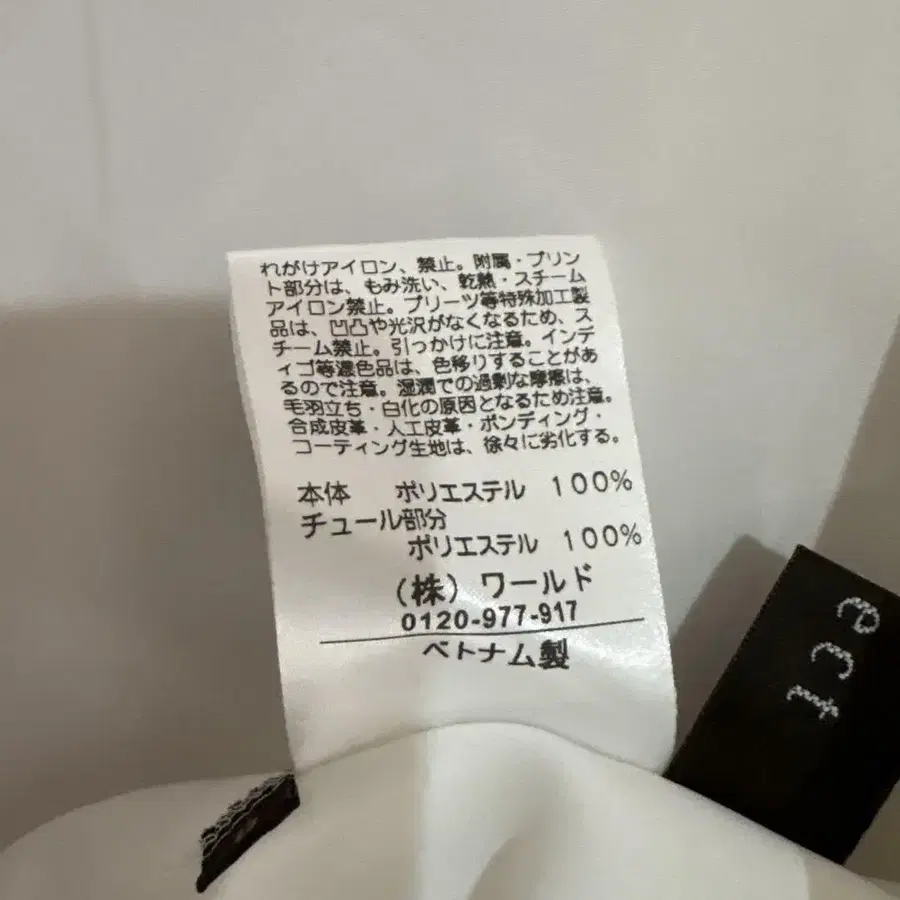 れがけアイロン、禁止。附属・プリン
ト部分は、もみ洗い、乾熱・スチーム
アイロン禁止。プリーツ等特殊加工製
品は、凹凸や光沢がなくなるため、ス
チーム禁止。引っかけに注意。インデ
ィゴ等濃色品は、色移りすることがあ
るので注意。湿潤での過剰な摩擦は、
毛羽立ち・白化の原因となるため注意。
合成皮革・人工皮革・ボンディング・
コーティング生地は、徐々に劣化する。
本体 ポリエステル 100%
チュール部分
ポリエステル 100%
(株)ワールド
0120-977-917
ベトナム製
ect